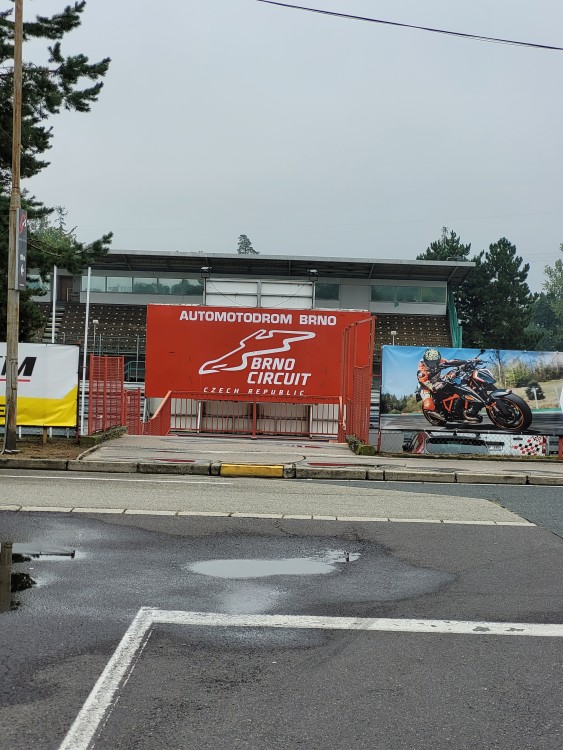 AUTOMOTODROM BRNO
BRNO
CIRCUIT
CZECH REPUBLIC